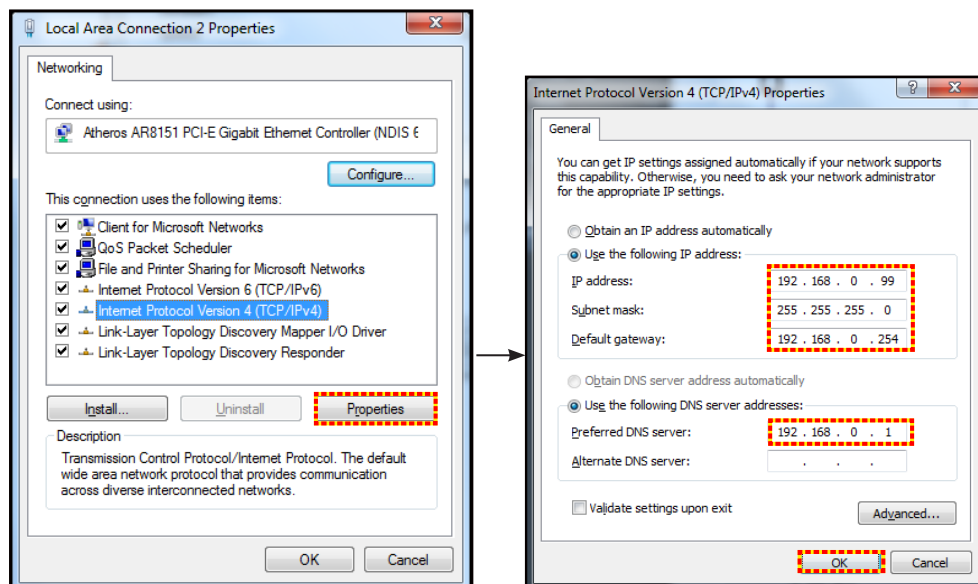 Local Area Connection 2 Properties
Networking
Connect using:
Atheros AR8151 PCI-E Gigabit Ethernet Controller (NDIS 6
Configure...
This connection uses the following items:
Client for Microsoft Networks
QoS Packet Scheduler
File and Printer Sharing for Microsoft Networks
Internet Protocol Version 6 (TCP/IPv6)
Internet Protocol Version 4 (TCP/IPv4)
Link-Layer Topology Discovery Mapper I/O Driver
Link-Layer Topology Discovery Responder
Install...
Uninstall
Properties
Description
Transmission Control Protocol/Internet Protocol. The default
wide area network protocol that provides communication
across diverse interconnected networks.
OK
Cancel
Internet Protocol Version 4 (TCP/IPv4) Properties
General
You can get IP settings assigned automatically if your network supports
this capability. Otherwise, you need to ask your network administrator
for the appropriate IP settings.
Obtain an IP address automatically
Use the following IP address:
IP address: 192 . 168 . 0 . 99
Subnet mask: 255 . 255 . 255 . 0
Default gateway: 192 . 168 . 0 . 254
Obtain DNS server address automatically
Use the following DNS server addresses:
Preferred DNS server: 192 . 168 . 0 . 1
Alternate DNS server: . . .
Validate settings upon exit
Advanced...
OK
Cancel